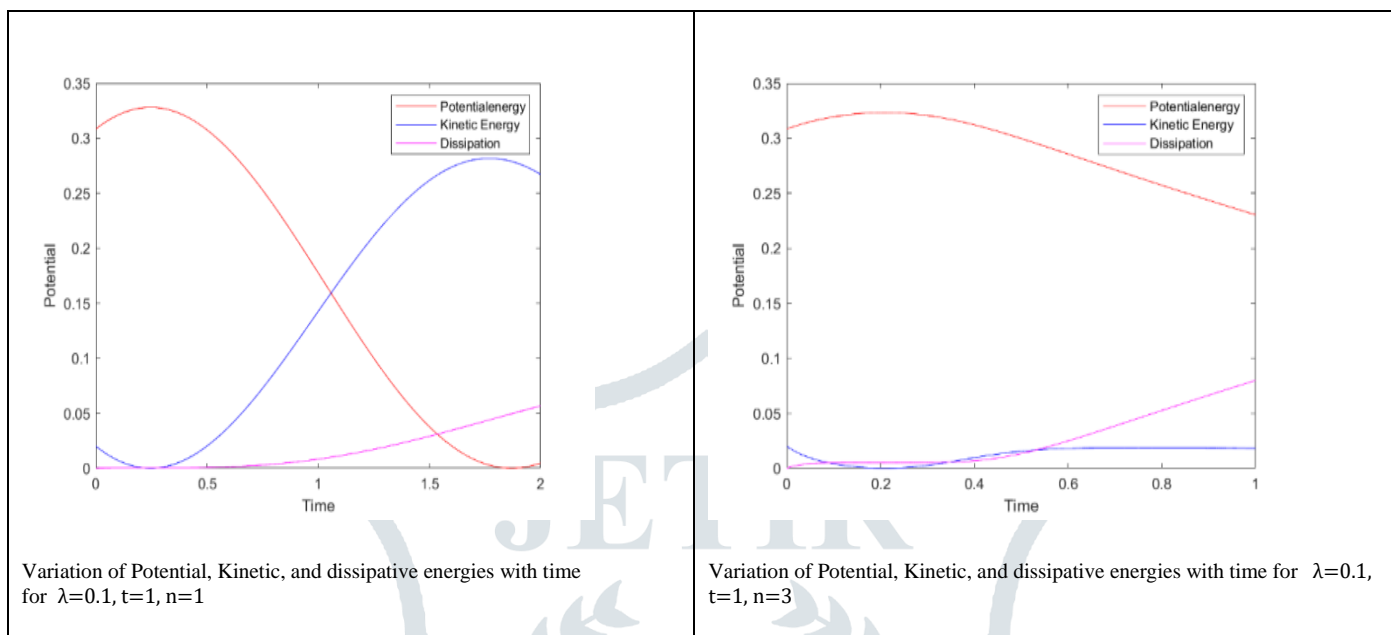 0.35
0.3
0.25
0.2
0.15
0.1
0.05
0
Potential
0
0.5
1
1.5
2
Time
Potentialenergy
Kinetic Energy
Dissipation
Variation of Potential, Kinetic, and dissipative energies with time
for λ=0.1, t=1, n=1
0.35
0.3
0.25
0.2
0.15
0.1
0.05
0
Potential
0
0.2
0.4
0.6
0.8
1
Time
Potentialenergy
Kinetic Energy
Dissipation
Variation of Potential, Kinetic, and dissipative energies with time for λ=0.1,
t=1, n=3
JETIR